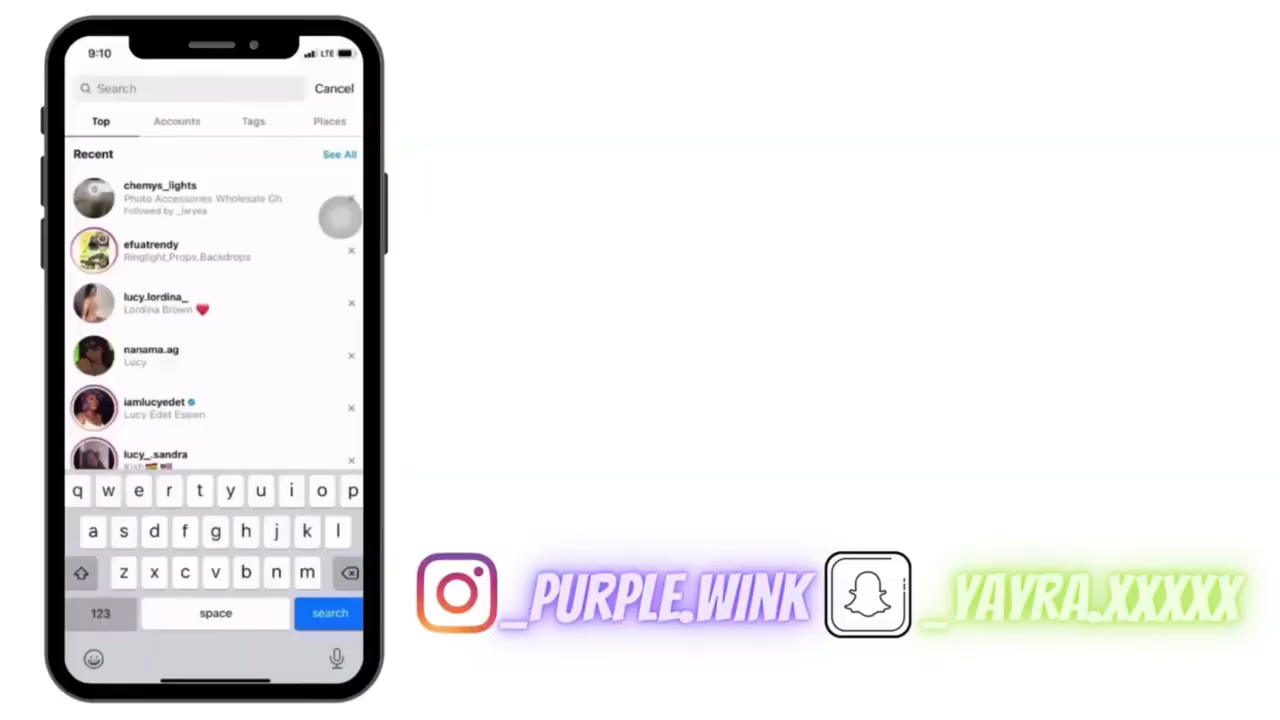 9:10 LTE
Search Cancel
Top Accounts Tags Places
Recent See All
chemys_lights
Photo Accessories Wholesale Gh
Followed by _laryea
efuatrendy
Ringlight,Props,Backdrops
lucy.lordina_
Lordina Brown ❤️
nanama.ag
Lucy
iamlucyedet
Lucy Edet Essien
lucy_.sandra
q w e r t y u i o p
a s d f g h j k l
z x c v b n m
123 space search
_PURPLE.WINK _YAYRA.XXXXX